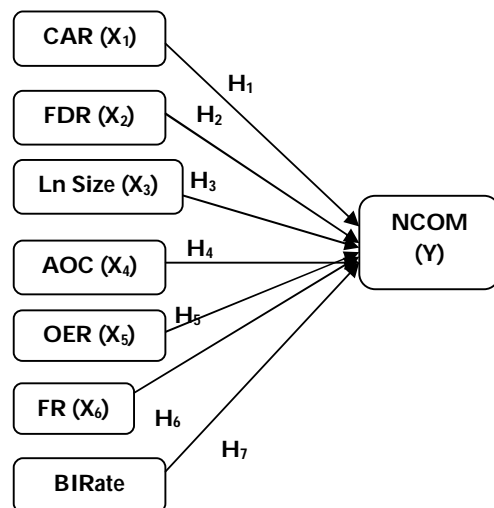 CAR (X₁)
H₁
FDR (X₂)
H₂
Ln Size (X₃)
H₃
NCOM
(Y)
AOC (X₄)
H₄
OER (X₅)
H₅
FR (X₆)
H₆
H₇
BIRate